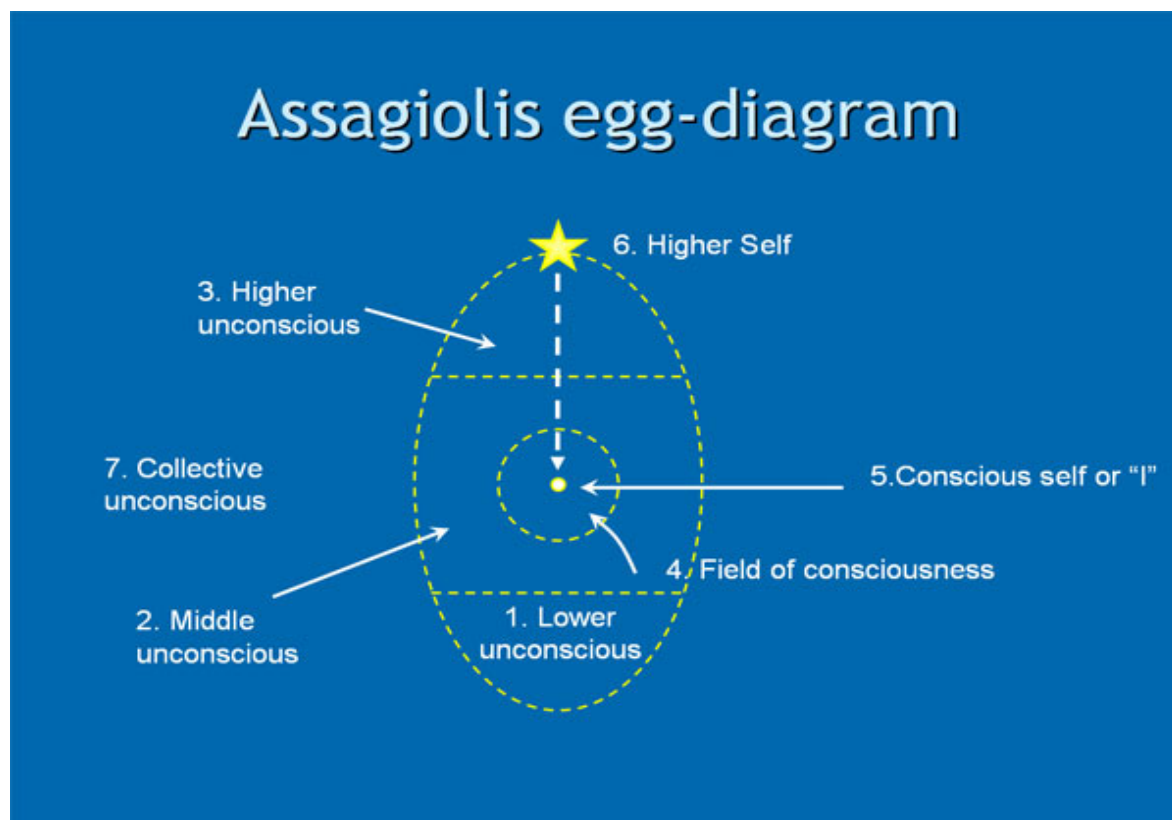 Assagiolis egg-diagram
6. Higher Self
3. Higher
unconscious
7. Collective
unconscious
5.Conscious self or “I”
4. Field of consciousness
2. Middle
unconscious
1. Lower
unconscious